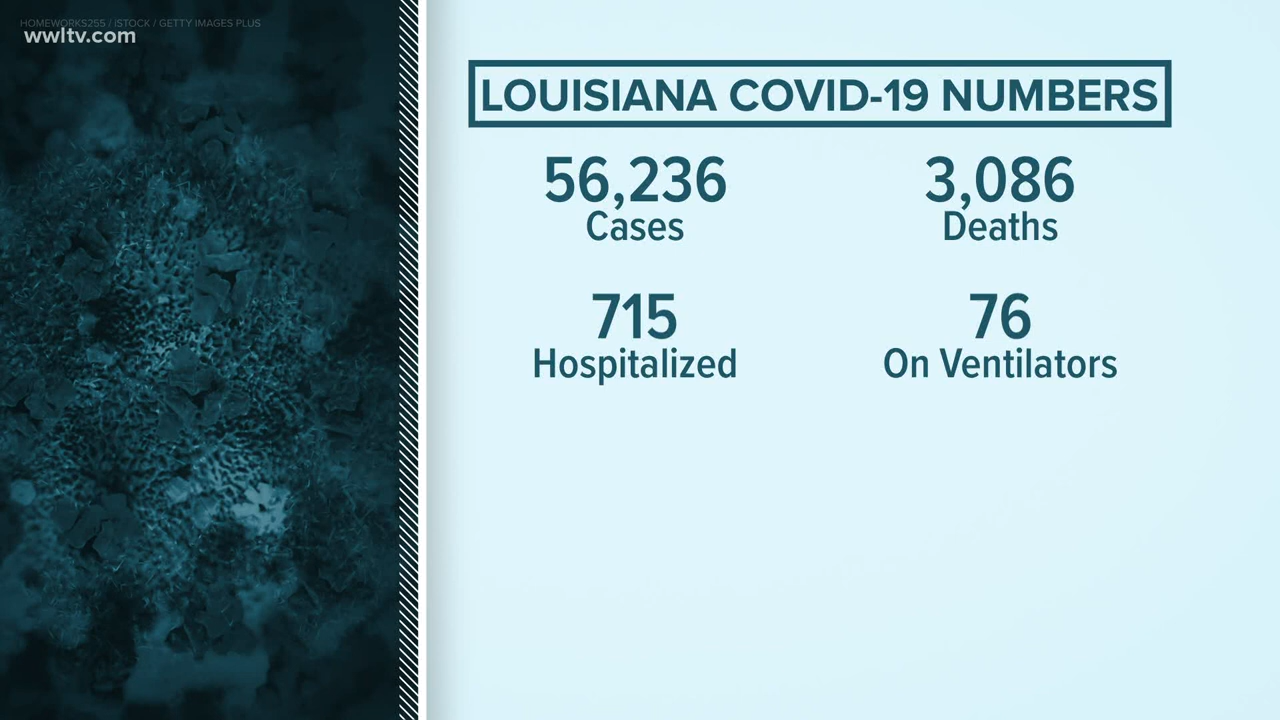 HOMEWORKS255 / iSTOCK / GETTY IMAGES PLUS
wwltv.com
LOUISIANA COVID-19 NUMBERS
56,236
Cases
3,086
Deaths
715
Hospitalized
76
On Ventilators